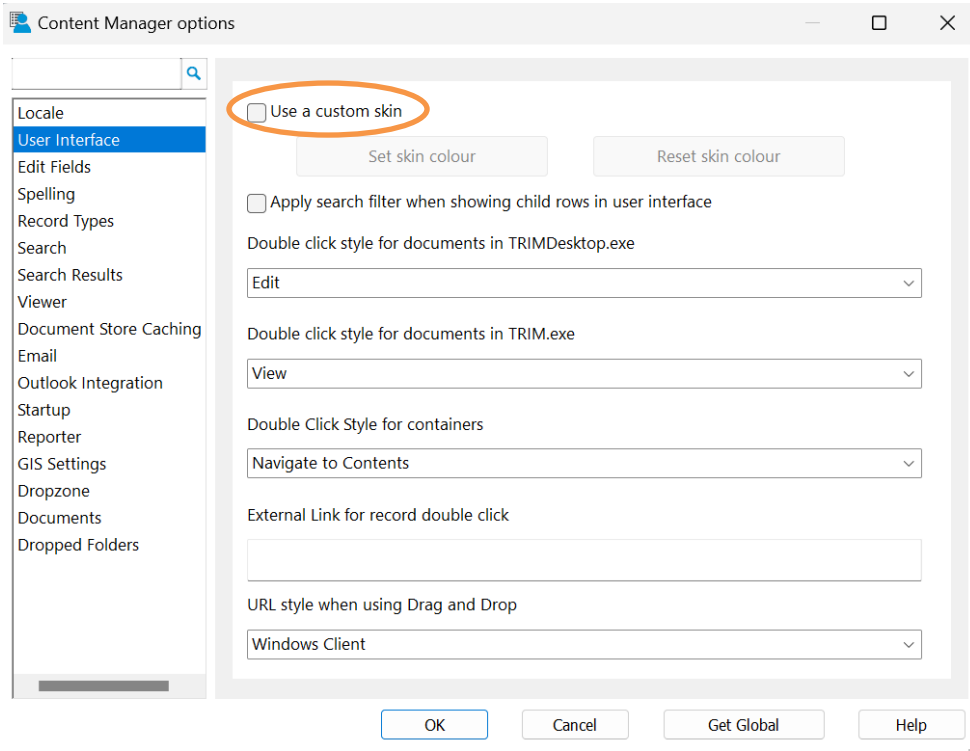 Content Manager options
Locale
User Interface
Edit Fields
Spelling
Record Types
Search
Search Results
Viewer
Document Store Caching
Email
Outlook Integration
Startup
Reporter
GIS Settings
Dropzone
Documents
Dropped Folders
Use a custom skin
Set skin colour
Reset skin colour
Apply search filter when showing child rows in user interface
Double click style for documents in TRIMDesktop.exe
Edit
Double click style for documents in TRIM.exe
View
Double Click Style for containers
Navigate to Contents
External Link for record double click
URL style when using Drag and Drop
Windows Client
OK
Cancel
Get Global
Help